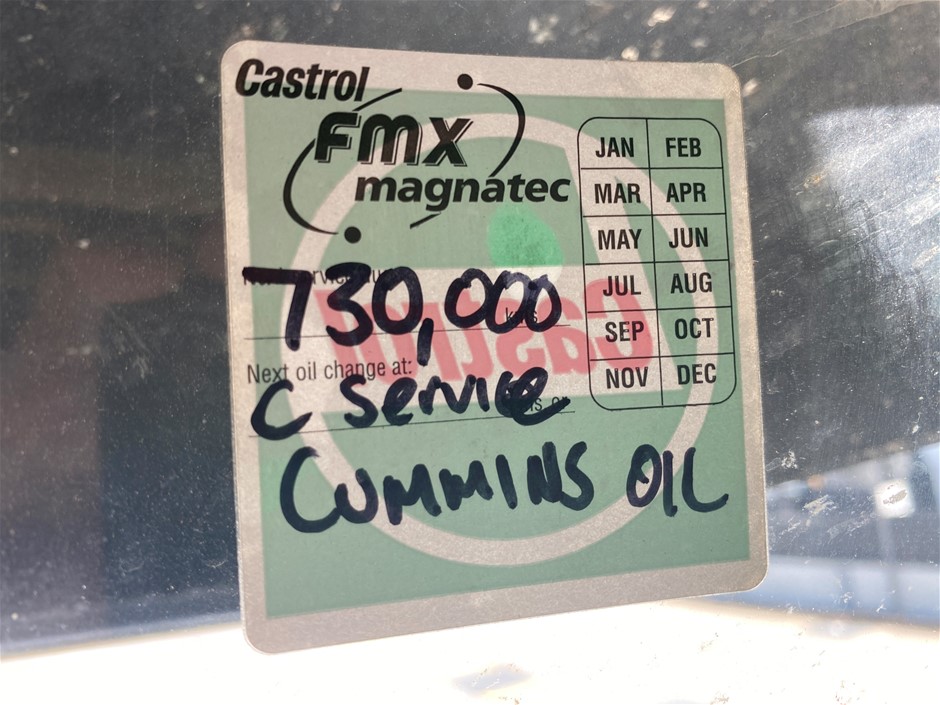 Castrol
FMX
magnatec
JAN FEB
MAR APR
MAY JUN
JUL AUG
SEP OCT
NOV DEC
730,000
kms
Next oil change at:
C Service
CUMMINS OIL
Castrol